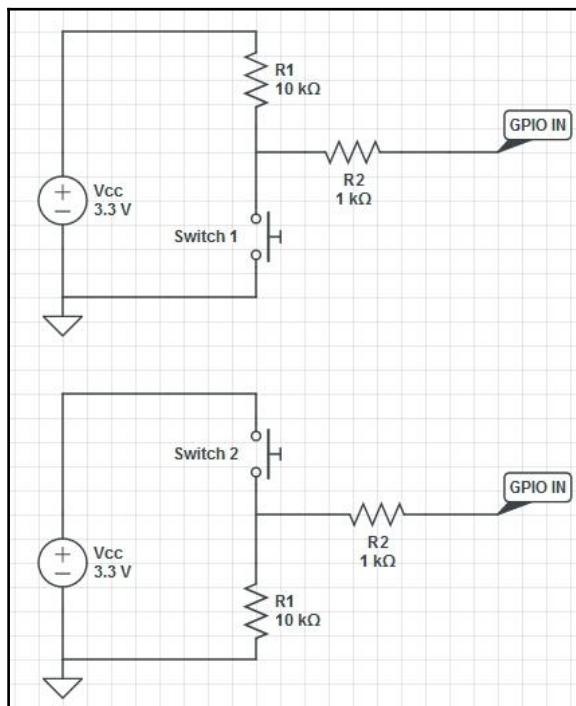 R1
10 kΩ
GPIO IN
R2
1 kΩ
Vcc
3.3 V
Switch 1
Switch 2
GPIO IN
R2
1 kΩ
Vcc
3.3 V
R1
10 kΩ